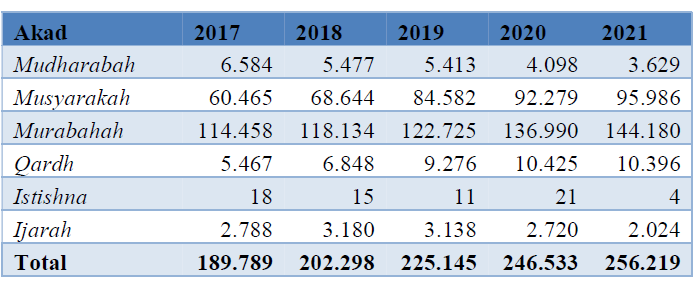 Akad 2017 2018 2019 2020 2021
Mudharabah 6.584 5.477 5.413 4.098 3.629
Musyarakah 60.465 68.644 84.582 92.279 95.986
Murabahah 114.458 118.134 122.725 136.990 144.180
Qardh 5.467 6.848 9.276 10.425 10.396
Istishna 18 15 11 21 4
Ijarah 2.788 3.180 3.138 2.720 2.024
Total 189.789 202.298 225.145 246.533 256.219